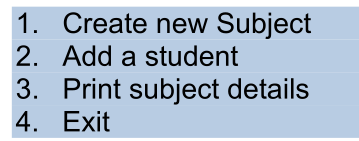 1. Create new Subject
2. Add a student
3. Print subject details
4. Exit